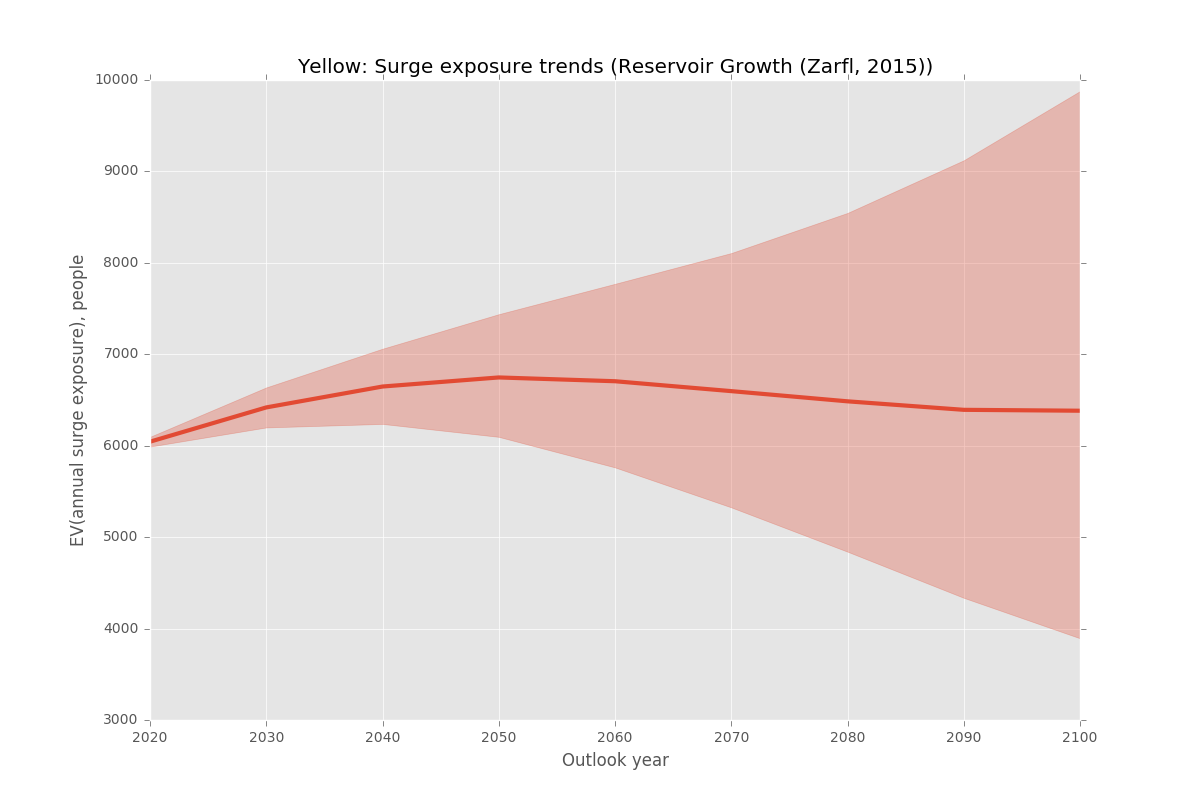 Yellow: Surge exposure trends (Reservoir Growth (Zarfl, 2015))
10000
9000
8000
7000
6000
5000
4000
3000
EV(annual surge exposure), people
2020 2030 2040 2050 2060 2070 2080 2090 2100
Outlook year